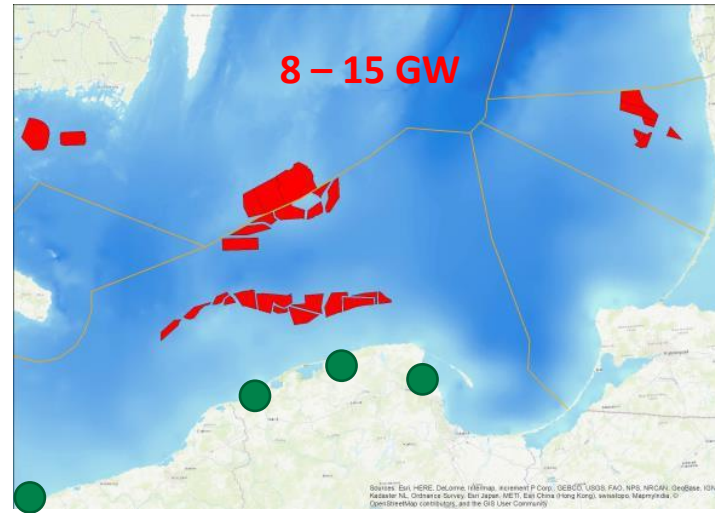 8 – 15 GW
Sources: Esri, HERE, DeLorme, Intermap, increment P Corp., GEBCO, USGS, FAO, NPS, NRCAN, GeoBase, IGN,
Kadaster NL, Ordnance Survey, Esri Japan, METI, Esri China (Hong Kong), swisstopo, MapmyIndia, ©
OpenStreetMap contributors, and the GIS User Community